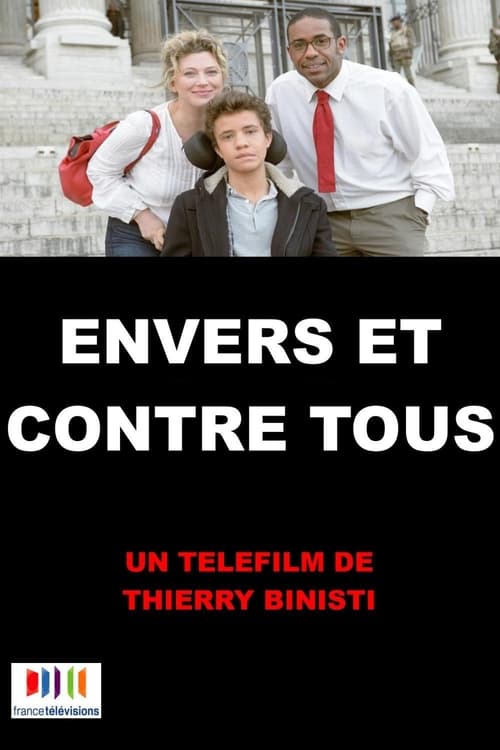 ENVERS ET
CONTRE TOUS
UN TELEFILM DE
THIERRY BINISTI
francetélévisions